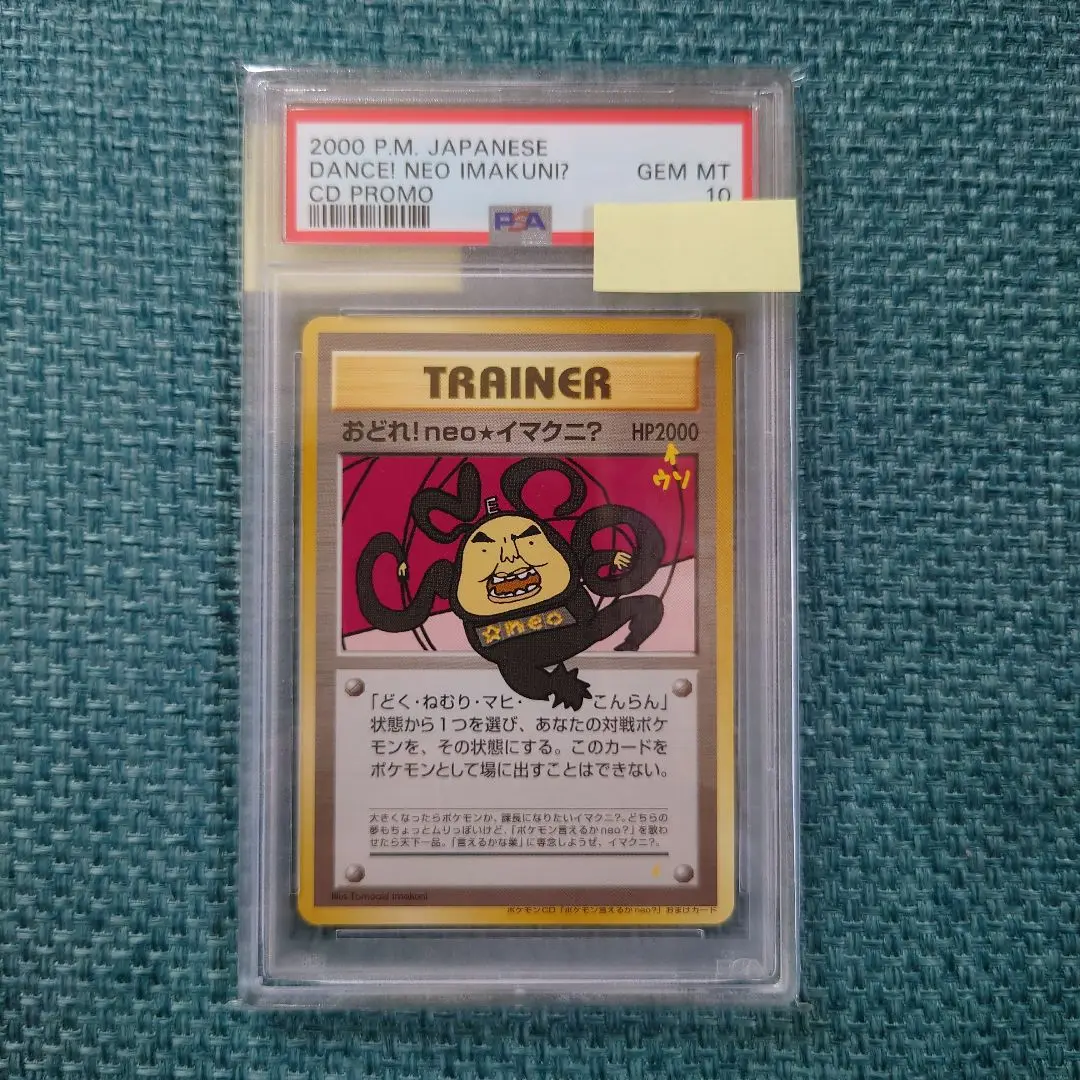 2000 P.M. JAPANESE
DANCE! NEO IMAKUNI?
GEM MT
CD PROMO
10
PSA
TRAINER
おどれ!neo★イマクニ? HP2000
ウソ
E
☆neo
「どく・ねむり・マヒ・ こんらん」
状態から1つを選び、あなたの対戦ポケ
モンを、その状態にする。このカードを
ポケモンとして場に出すことはできない。
大きくなったらポケモンか、課長になりたいイマクニ?。どちらの
夢もちょっとムリっぽいけど、「ポケモン言えるかneo?」を歌わ
せたら天下一品。「言えるかな業」に専念しようぜ、イマクニ?。
Illus. Tomoaki Imakuni
ポケモンCD「ポケモン言えるかneo?」おまけカード